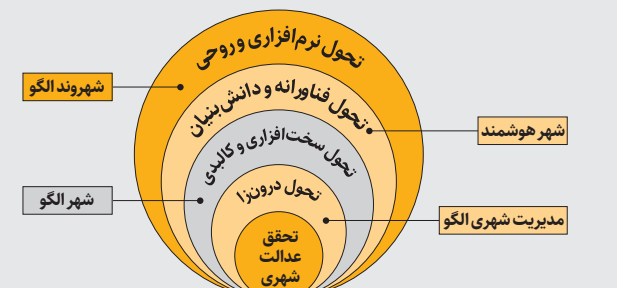 تحول نرم‌افزاری و روحی
شهروند الگو
تحول فناورانه و دانش‌بنیان
شهر هوشمند
تحول سخت‌افزاری و کالبدی
شهر الگو
تحول درون‌زا
مدیریت شهری الگو
تحقق
عدالت
شهری